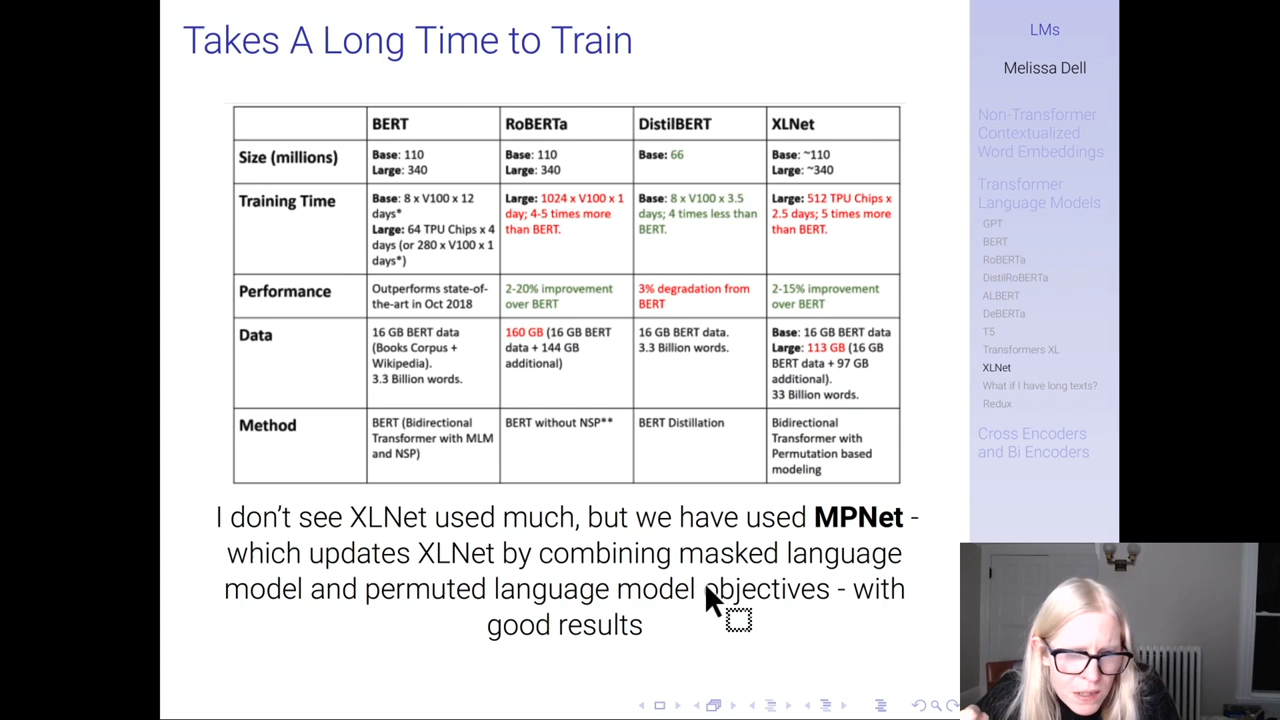 Takes A Long Time to Train
BERT RoBERTa DistilBERT XLNet
Size (millions)
Base: 110
Large: 340
Base: 110
Large: 340
Base: 66
Base: ~110
Large: ~340
Training Time
Base: 8 x V100 x 12
days*
Large: 64 TPU Chips x 4
days (or 280 x V100 x 1
days*)
Large: 1024 x V100 x 1
day; 4-5 times more
than BERT.
Base: 8 x V100 x 3.5
days; 4 times less than
BERT.
Large: 512 TPU Chips x
2.5 days; 5 times more
than BERT.
Performance
Outperforms state-of-
the-art in Oct 2018
2-20% improvement
over BERT
3% degradation from
BERT
2-15% improvement
over BERT
Data
16 GB BERT data
(Books Corpus +
Wikipedia).
3.3 Billion words.
160 GB (16 GB BERT
data + 144 GB
additional)
16 GB BERT data.
3.3 Billion words.
Base: 16 GB BERT data
Large: 113 GB (16 GB
BERT data + 97 GB
additional).
33 Billion words.
Method
BERT (Bidirectional
Transformer with MLM
and NSP)
BERT without NSP**
BERT Distillation
Bidirectional
Transformer with
Permutation based
modeling
I don't see XLNet used much, but we have used MPNet -
which updates XLNet by combining masked language
model and permuted language model objectives - with
good results
LMs
Melissa Dell
Non-Transformer
Contextualized
Word Embeddings
Transformer
Language Models
GPT
BERT
RoBERTa
DistilRoBERTa
ALBERT
DeBERTa
T5
Transformers XL
XLNet
What if I have long texts?
Redux
Cross Encoders
and Bi Encoders